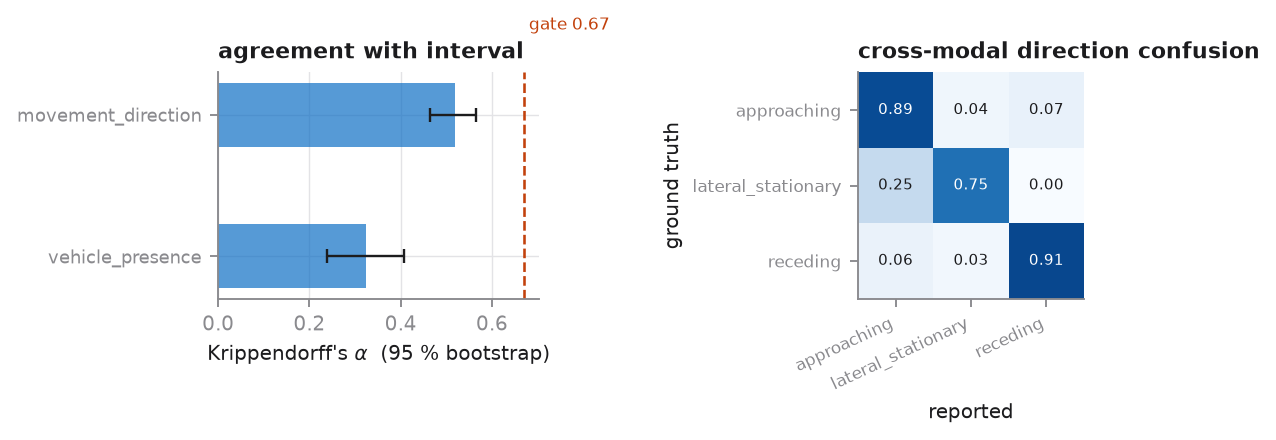 gate 0.67
agreement with interval
movement_direction
vehicle_presence
0.0 0.2 0.4 0.6
Krippendorff's α (95 % bootstrap)
cross-modal direction confusion
ground truth
approaching 0.89 0.04 0.07
lateral_stationary 0.25 0.75 0.00
receding 0.06 0.03 0.91
approaching lateral_stationary receding
reported